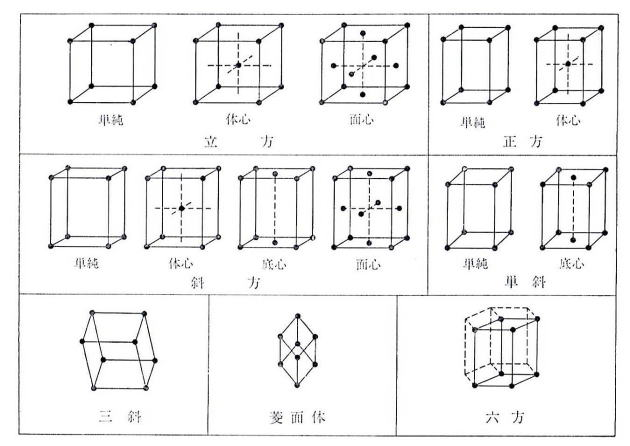 単純 体心 面心
立 方
単純 体心
正 方
単純 体心 底心 面心
斜 方
単純 底心
単 斜
三 斜
菱面体
六 方